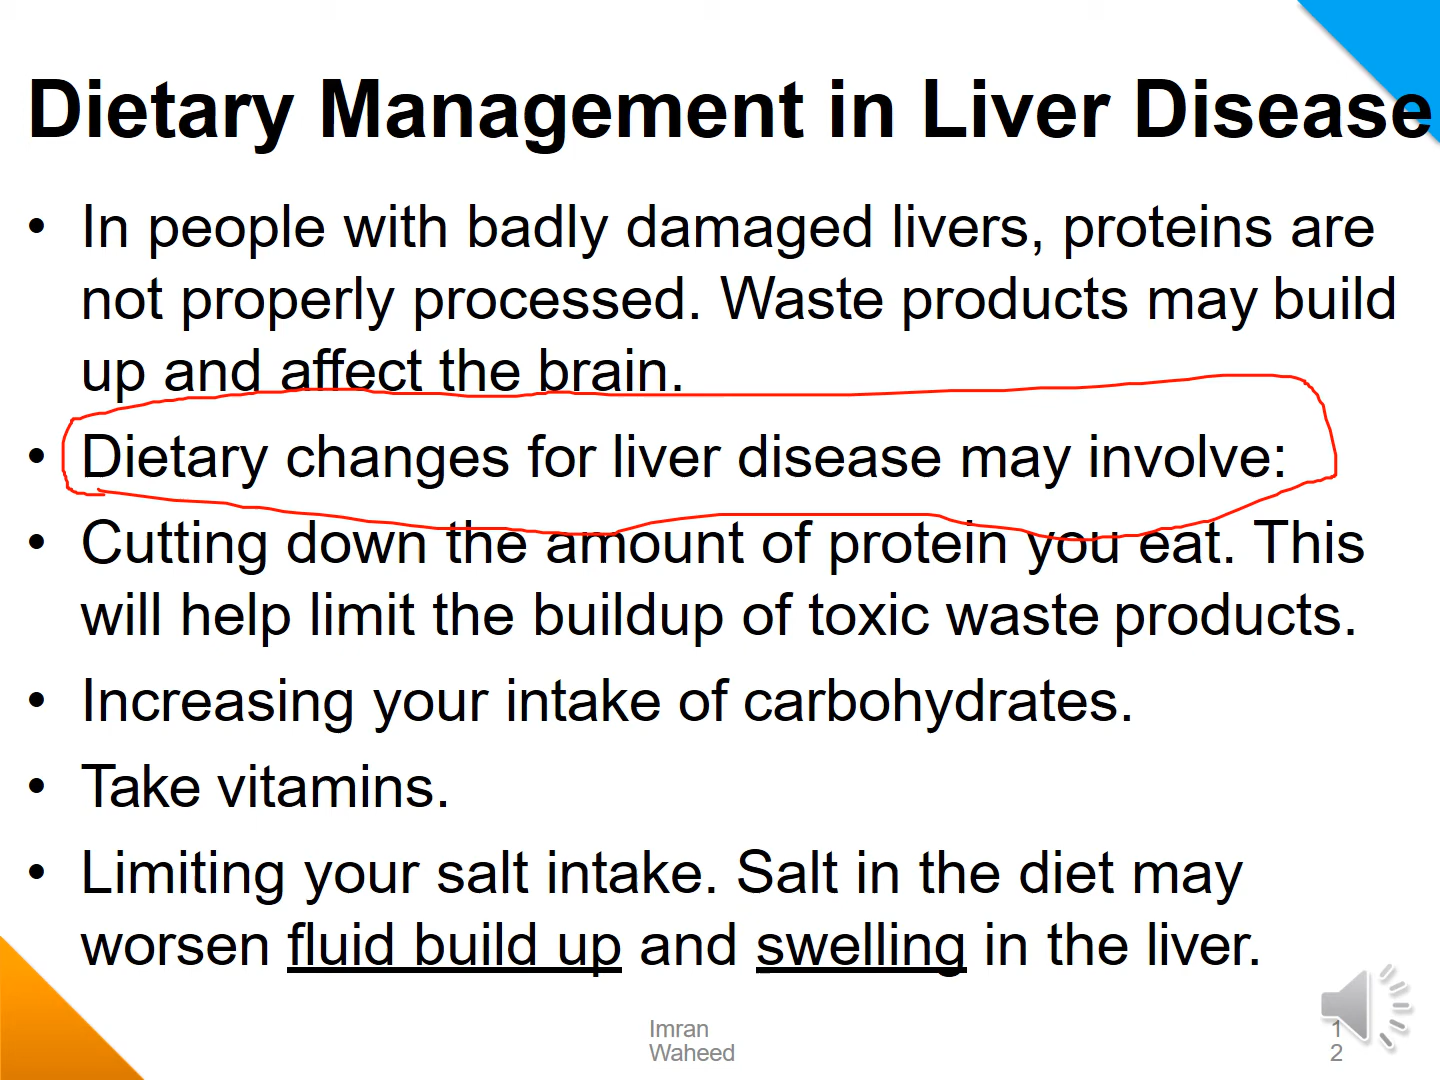 Dietary Management in Liver Disease
• In people with badly damaged livers, proteins are
not properly processed. Waste products may build
up and affect the brain.
• Dietary changes for liver disease may involve:
• Cutting down the amount of protein you eat. This
will help limit the buildup of toxic waste products.
• Increasing your intake of carbohydrates.
• Take vitamins.
• Limiting your salt intake. Salt in the diet may
worsen fluid build up and swelling in the liver.
Imran
Waheed
1
2